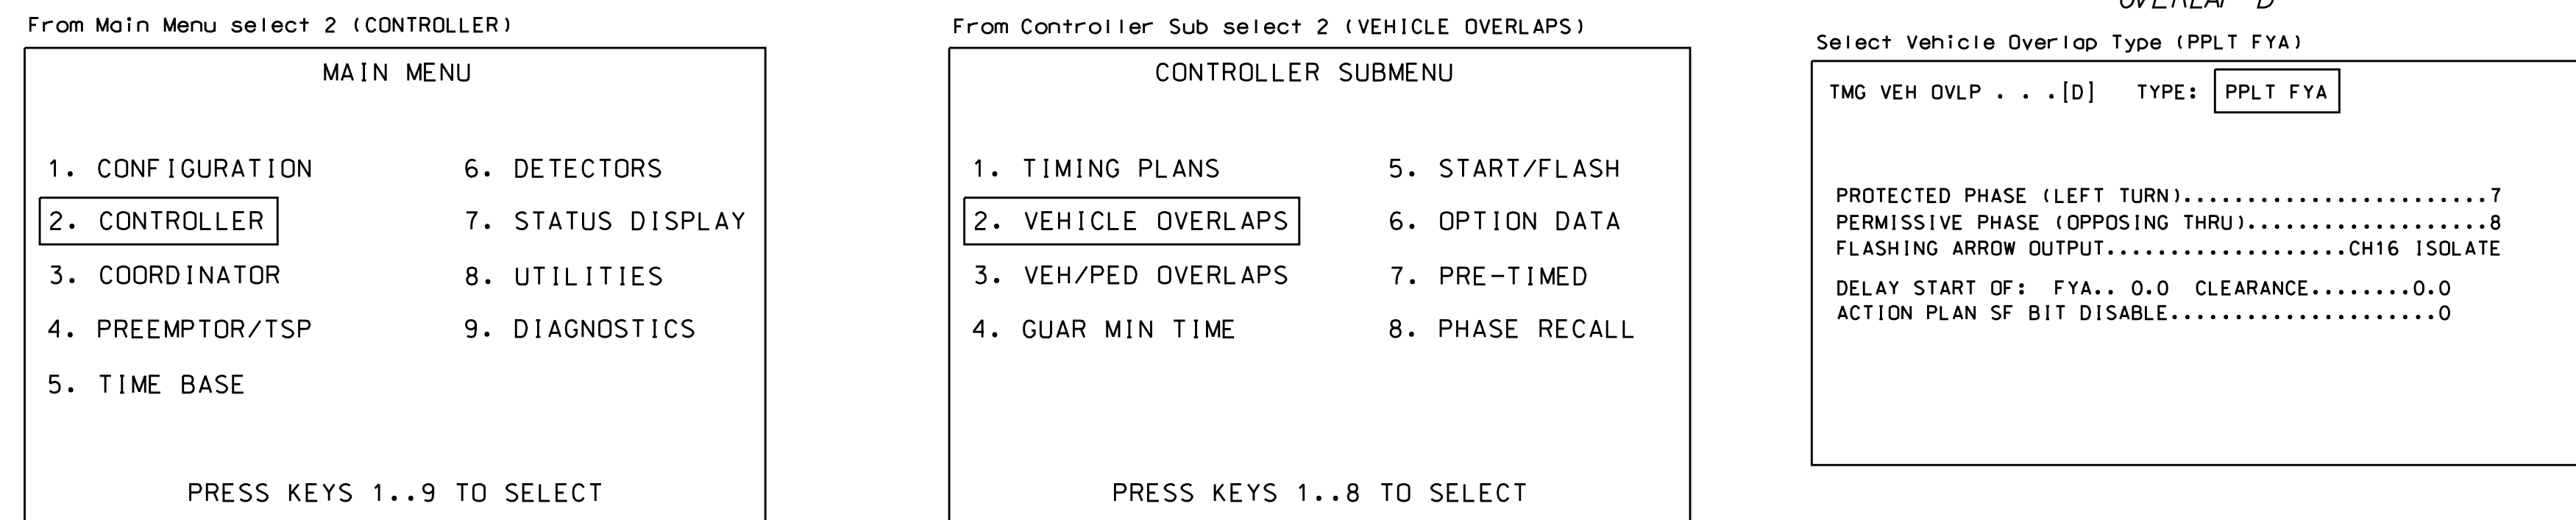 From Main Menu select 2 (CONTROLLER)
MAIN MENU
1. CONFIGURATION 6. DETECTORS
2. CONTROLLER 7. STATUS DISPLAY
3. COORDINATOR 8. UTILITIES
4. PREEMPTOR/TSP 9. DIAGNOSTICS
5. TIME BASE
PRESS KEYS 1..9 TO SELECT
From Controller Sub select 2 (VEHICLE OVERLAPS)
CONTROLLER SUBMENU
1. TIMING PLANS 5. START/FLASH
2. VEHICLE OVERLAPS 6. OPTION DATA
3. VEH/PED OVERLAPS 7. PRE-TIMED
4. GUAR MIN TIME 8. PHASE RECALL
PRESS KEYS 1..8 TO SELECT
OVERLAP D
Select Vehicle Overlap Type (PPLT FYA)
TMG VEH OVLP . . .[D] TYPE: PPLT FYA
PROTECTED PHASE (LEFT TURN)........................7
PERMISSIVE PHASE (OPPOSING THRU)...................8
FLASHING ARROW OUTPUT...................CH16 ISOLATE
DELAY START OF: FYA.. 0.0 CLEARANCE........0.0
ACTION PLAN SF BIT DISABLE.....................0